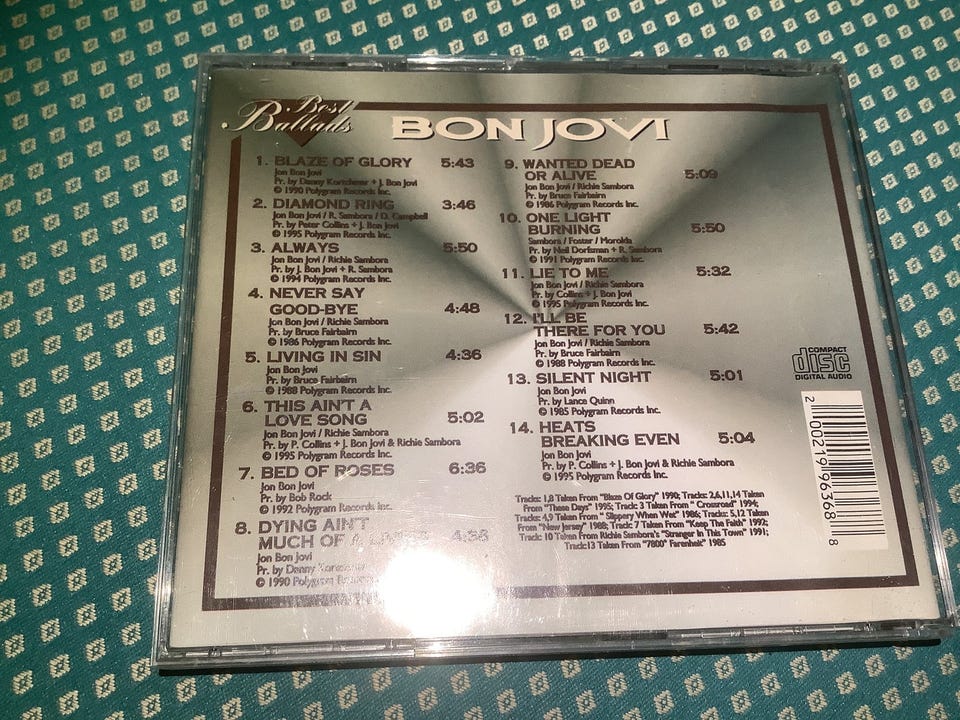 Best
Ballads
BON JOVI
1. BLAZE OF GLORY 5:43
Jon Bon Jovi
Pr. by Danny Kortchmar + J. Bon Jovi
© 1990 Polygram Records Inc.
2. DIAMOND RING 3:46
Jon Bon Jovi / R. Sambora / D. Campbell
Pr. by Peter Collins + J. Bon Jovi
© 1995 Polygram Records Inc.
3. ALWAYS 5:50
Jon Bon Jovi / Richie Sambora
Pr. by J. Bon Jovi + R. Sambora
© 1994 Polygram Records Inc.
4. NEVER SAY
GOOD-BYE 4:48
Jon Bon Jovi / Richie Sambora
Pr. by Bruce Fairbairn
© 1986 Polygram Records Inc.
5. LIVING IN SIN 4:36
Jon Bon Jovi
Pr. by Bruce Fairbairn
© 1988 Polygram Records Inc.
6. THIS AIN'T A
LOVE SONG 5:02
Jon Bon Jovi / Richie Sambora
Pr. by P. Collins + J. Bon Jovi & Richie Sambora
© 1995 Polygram Records Inc.
7. BED OF ROSES 6:36
Jon Bon Jovi
Pr. by Bob Rock
© 1992 Polygram Records Inc.
8. DYING AIN'T
MUCH OF A
Jon Bon Jovi
Pr. by Danny
© 1990 Polygram
9. WANTED DEAD
OR ALIVE 5:09
Jon Bon Jovi / Richie Sambora
Pr. by Bruce Fairbairn
© 1986 Polygram Records Inc.
10. ONE LIGHT
BURNING 5:50
Sambora / Foster / Morolda
Pr. by Neil Dorfsman + R. Sambora
© 1991 Polygram Records Inc.
11. LIE TO ME 5:32
Jon Bon Jovi / Richie Sambora
Pr. by Collins + J. Bon Jovi
© 1995 Polygram Records Inc.
12. I'LL BE
THERE FOR YOU 5:42
Jon Bon Jovi / Richie Sambora
Pr. by Bruce Fairbairn
© 1988 Polygram Records Inc.
13. SILENT NIGHT 5:01
Jon Bon Jovi
Pr. by Lance Quinn
© 1985 Polygram Records Inc.
14. HEATS
BREAKING EVEN 5:04
Jon Bon Jovi
Pr. by P. Collins + J. Bon Jovi & Richie Sambora
© 1995 Polygram Records Inc.
Tracks: 1,8 Taken From "Blaze Of Glory" 1990; Tracks: 2,6,11,14 Taken
From "These Days" 1995; Track: 3 Taken From " Crossroad" 1994;
Tracks: 4,9 Taken From " Slippery When Wet" 1986; Tracks: 5,12 Taken
From "New Jersey" 1988; Track: 7 Taken From "Keep The Faith" 1992;
Track: 10 Taken From Richie Sambora's "Stranger In This Town" 1991;
Track:13 Taken From "7800° Farenheit" 1985
COMPACT
disc
DIGITAL AUDIO
2 00021 96368 8